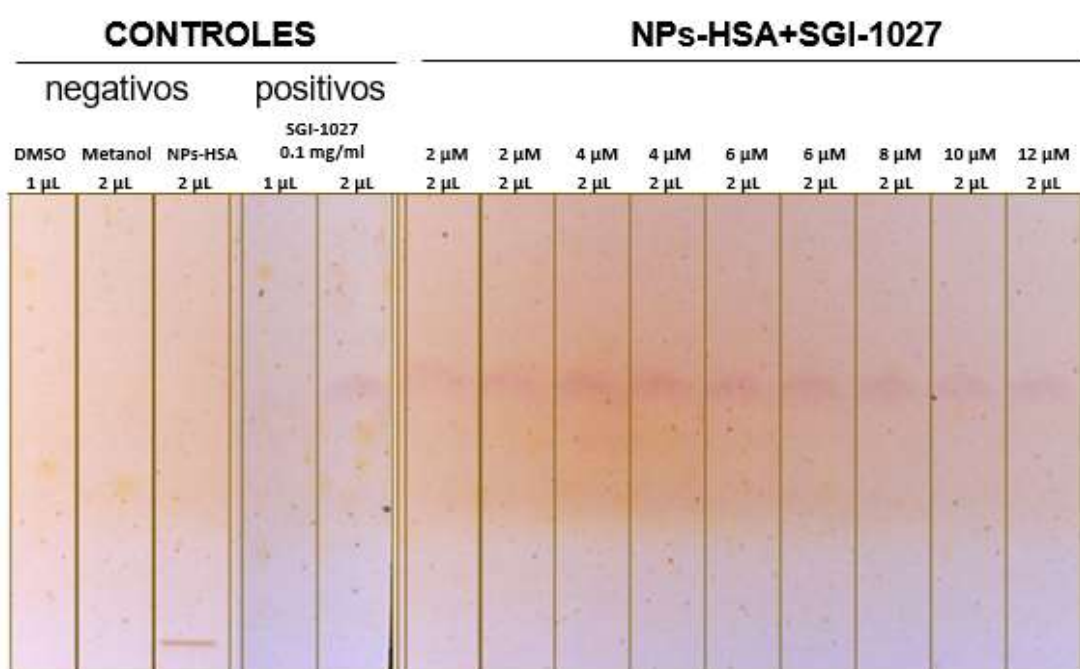 CONTROLES
NPs-HSA+SGI-1027
negativos positivos
SGI-1027
DMSO Metanol NPs-HSA 0.1 mg/ml 2 µM 2 µM 4 µM 4 µM 6 µM 6 µM 8 µM 10 µM 12 µM
1 µL 2 µL 2 µL 1 µL 2 µL 2 µL 2 µL 2 µL 2 µL 2 µL 2 µL 2 µL 2 µL 2 µL